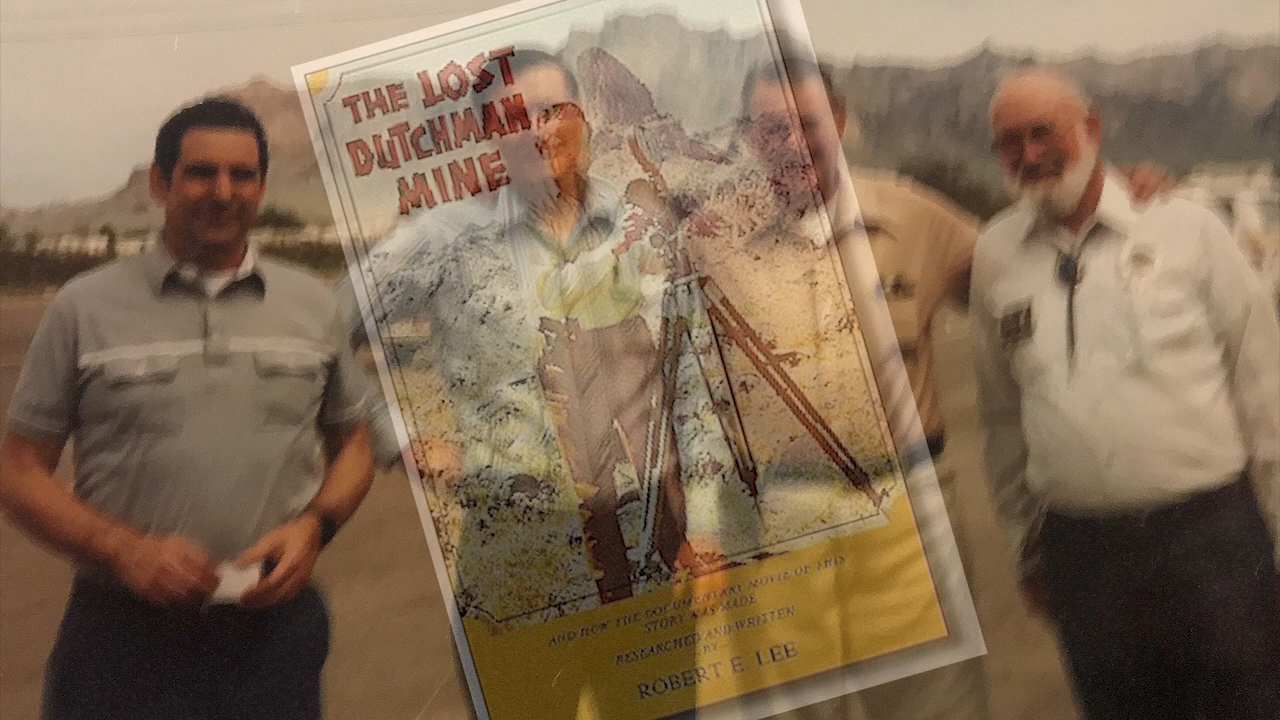 THE LOST
DUTCHMAN
MINE
AND HOW THE DOCUMENTARY MOVIE OF THIS
STORY WAS MADE
RESEARCHED AND WRITTEN
BY
ROBERT E. LEE